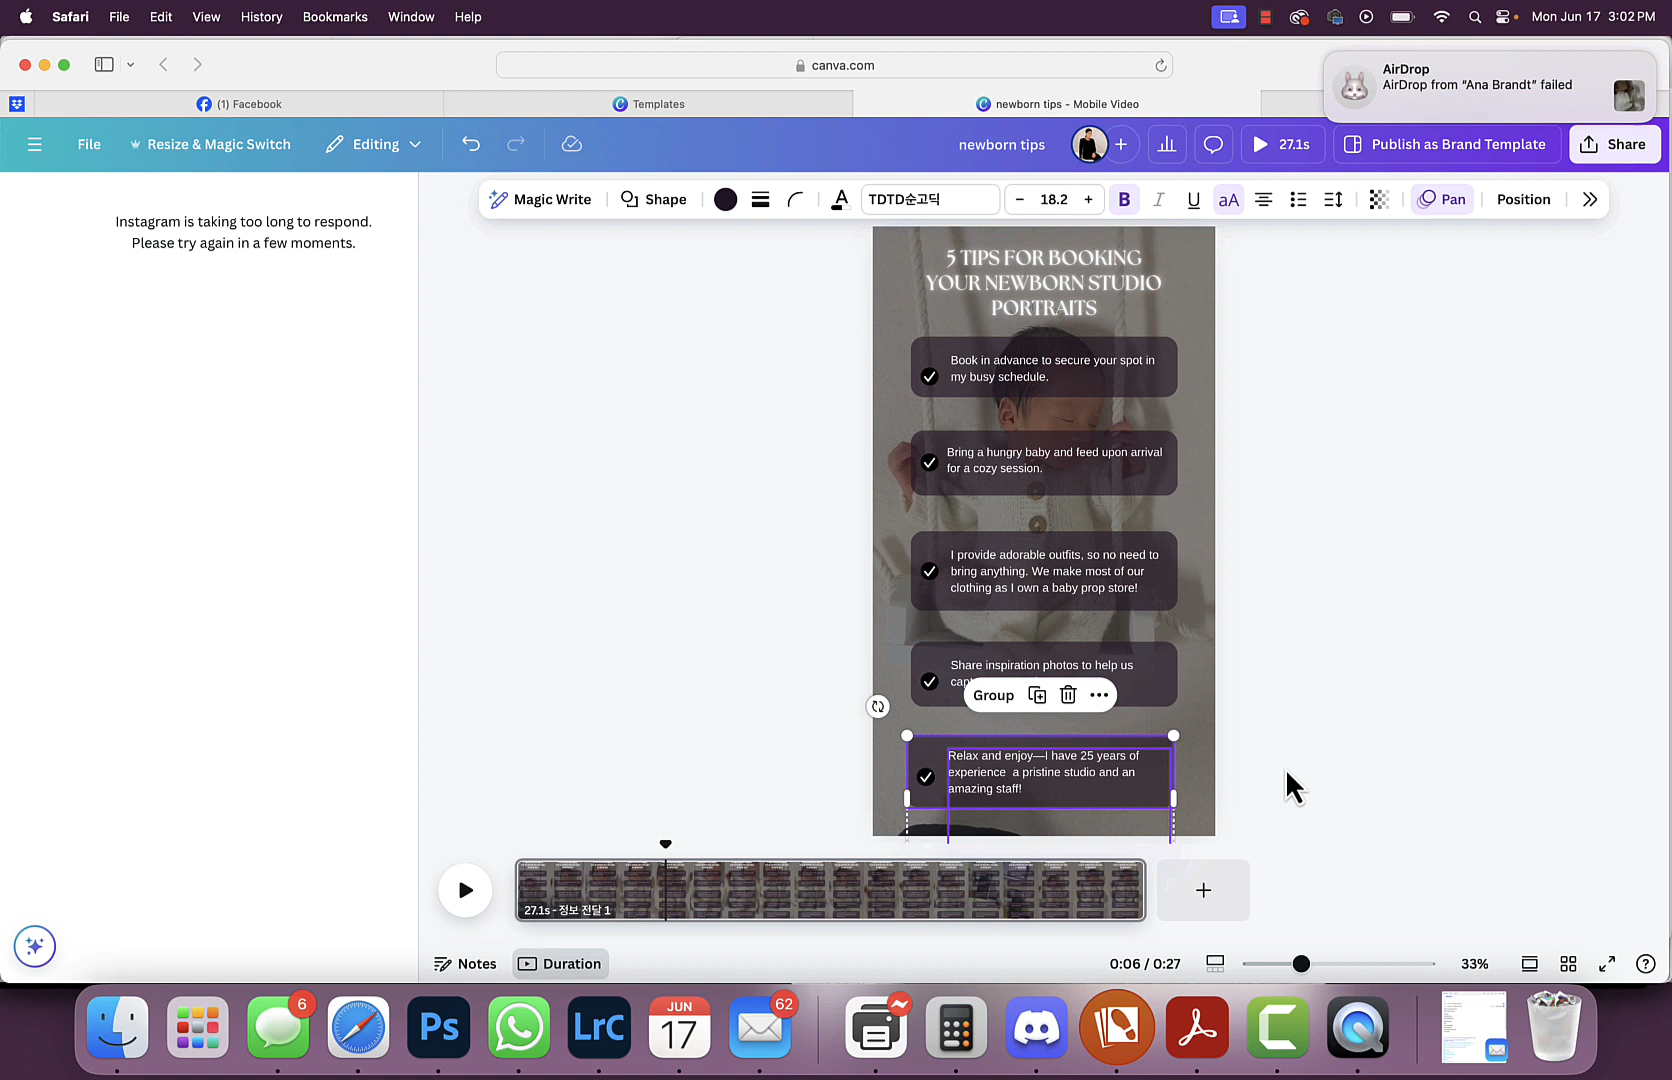 Safari File Edit View History Bookmarks Window Help
Mon Jun 17 3:02 PM
canva.com
AirDrop
AirDrop from “Ana Brandt” failed
(1) Facebook
Templates
newborn tips - Mobile Video
File
Resize & Magic Switch
Editing
newborn tips
27.1s
Publish as Brand Template
Share
Instagram is taking too long to respond.
Please try again in a few moments.
Magic Write
Shape
A
TDTD순고딕
– 18.2 +
B I U aA
Pan
Position
5 TIPS FOR BOOKING
YOUR NEWBORN STUDIO
PORTRAITS
Book in advance to secure your spot in
my busy schedule.
Bring a hungry baby and feed upon arrival
for a cozy session.
I provide adorable outfits, so no need to
bring anything. We make most of our
clothing as I own a baby prop store!
Share inspiration photos to help us
Group
Relax and enjoy—I have 25 years of
experience  a pristine studio and an
amazing staff!
27.1s - 정보 전달 1
Notes
Duration
0:06 / 0:27
33%
6
Ps
LrC
JUN
17
62